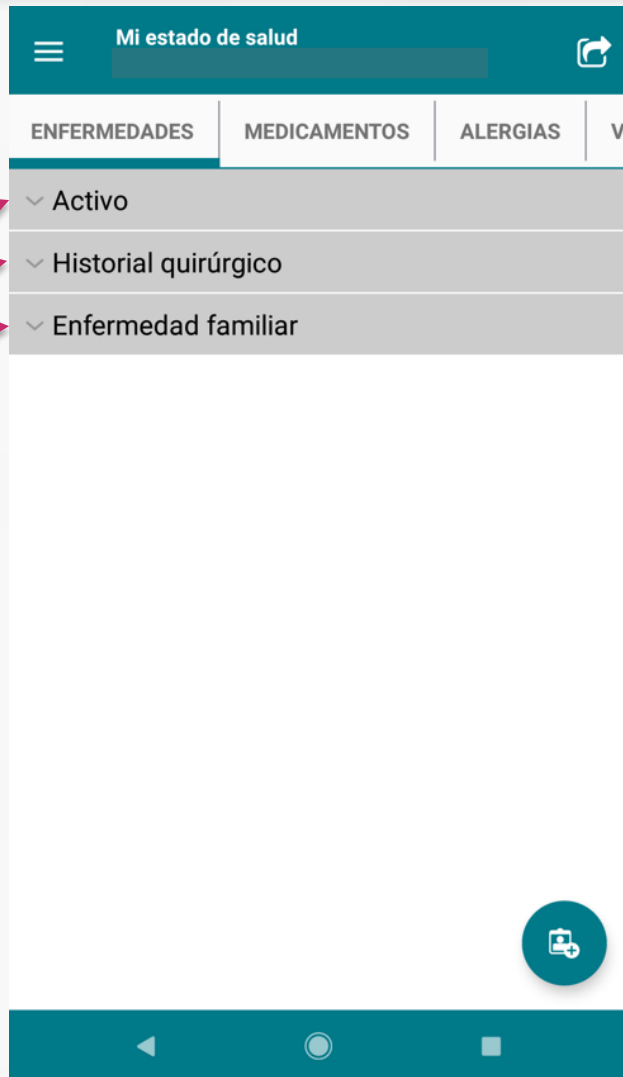 Mi estado de salud
ENFERMEDADES MEDICAMENTOS ALERGIAS V
Activo
Historial quirúrgico
Enfermedad familiar